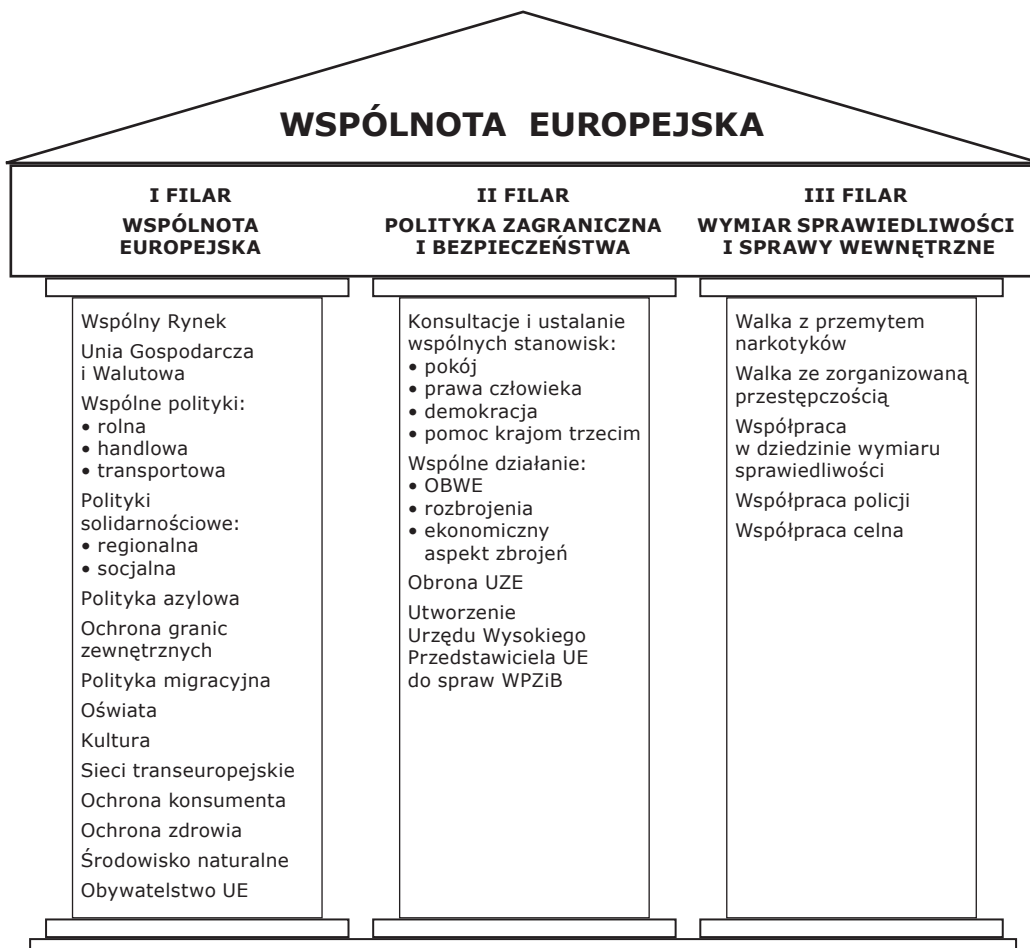 WSPÓLNOTA EUROPEJSKA
I FILAR
WSPÓLNOTA
EUROPEJSKA
II FILAR
POLITYKA ZAGRANICZNA
I BEZPIECZEŃSTWA
III FILAR
WYMIAR SPRAWIEDLIWOŚCI
I SPRAWY WEWNĘTRZNE
Wspólny Rynek
Unia Gospodarcza
i Walutowa
Wspólne polityki:
• rolna
• handlowa
• transportowa
Polityki
solidarnościowe:
• regionalna
• socjalna
Polityka azylowa
Ochrona granic
zewnętrznych
Polityka migracyjna
Oświata
Kultura
Sieci transeuropejskie
Ochrona konsumenta
Ochrona zdrowia
Środowisko naturalne
Obywatelstwo UE
Konsultacje i ustalanie
wspólnych stanowisk:
• pokój
• prawa człowieka
• demokracja
• pomoc krajom trzecim
Wspólne działanie:
• OBWE
• rozbrojenia
• ekonomiczny
aspekt zbrojeń
Obrona UZE
Utworzenie
Urzędu Wysokiego
Przedstawiciela UE
do spraw WPZiB
Walka z przemytem
narkotyków
Walka ze zorganizowaną
przestępczością
Współpraca
w dziedzinie wymiaru
sprawiedliwości
Współpraca policji
Współpraca celna